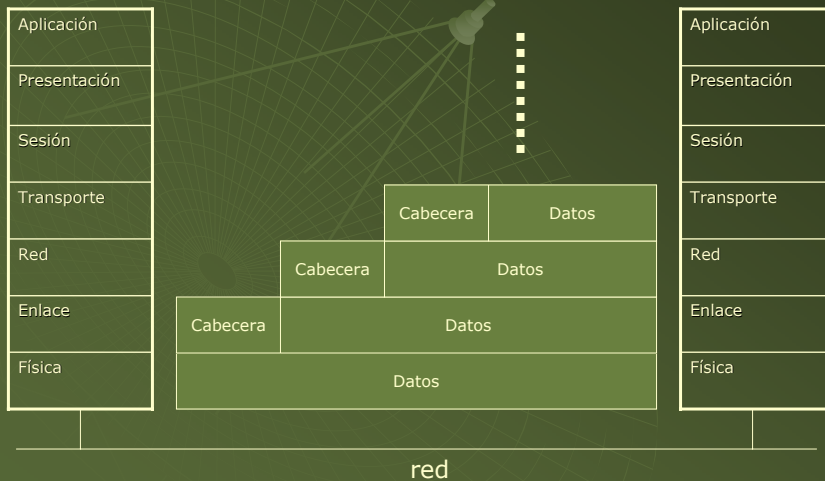 Aplicación
Presentación
Sesión
Transporte
Red
Enlace
Física
Cabecera Datos
Cabecera Datos
Cabecera Datos
Datos
Aplicación
Presentación
Sesión
Transporte
Red
Enlace
Física
red